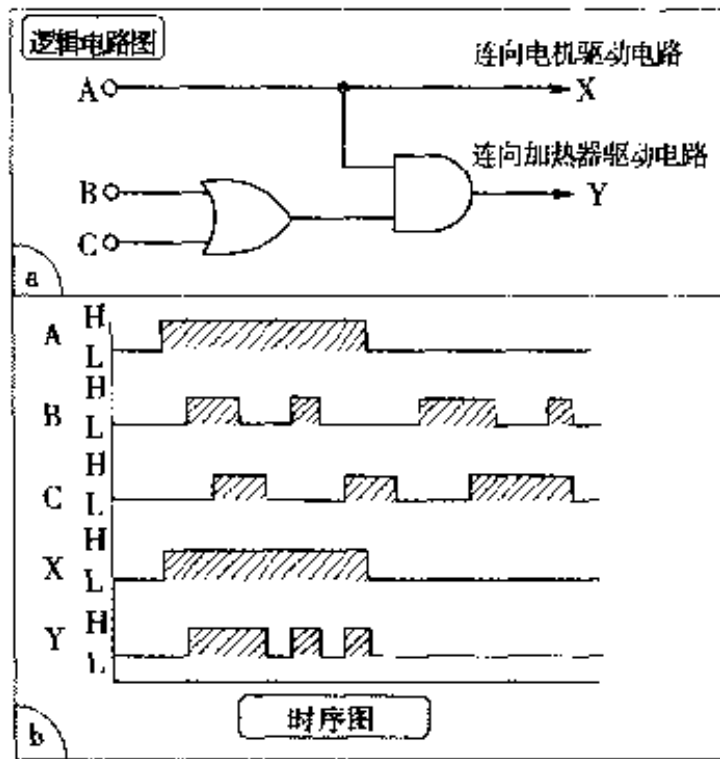 逻辑电路图
连向电机驱动电路
A X
连向加热器驱动电路
B Y
C
a
A H L
B H L
C H L
X H L
Y H L
时序图
b